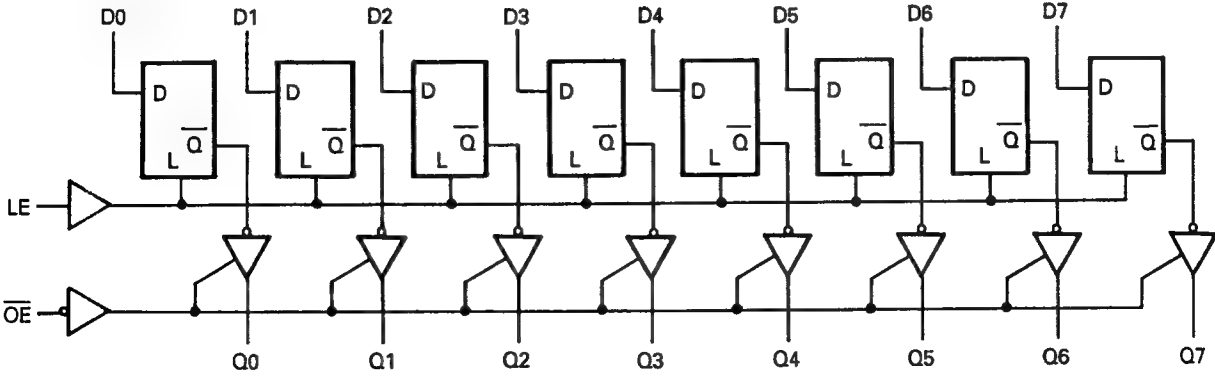 D0 D1 D2 D3 D4 D5 D6 D7
D D D D D D D D
Q̅ Q̅ Q̅ Q̅ Q̅ Q̅ Q̅ Q̅
L L L L L L L L
LE
O̅E̅
Q0 Q1 Q2 Q3 Q4 Q5 Q6 Q7